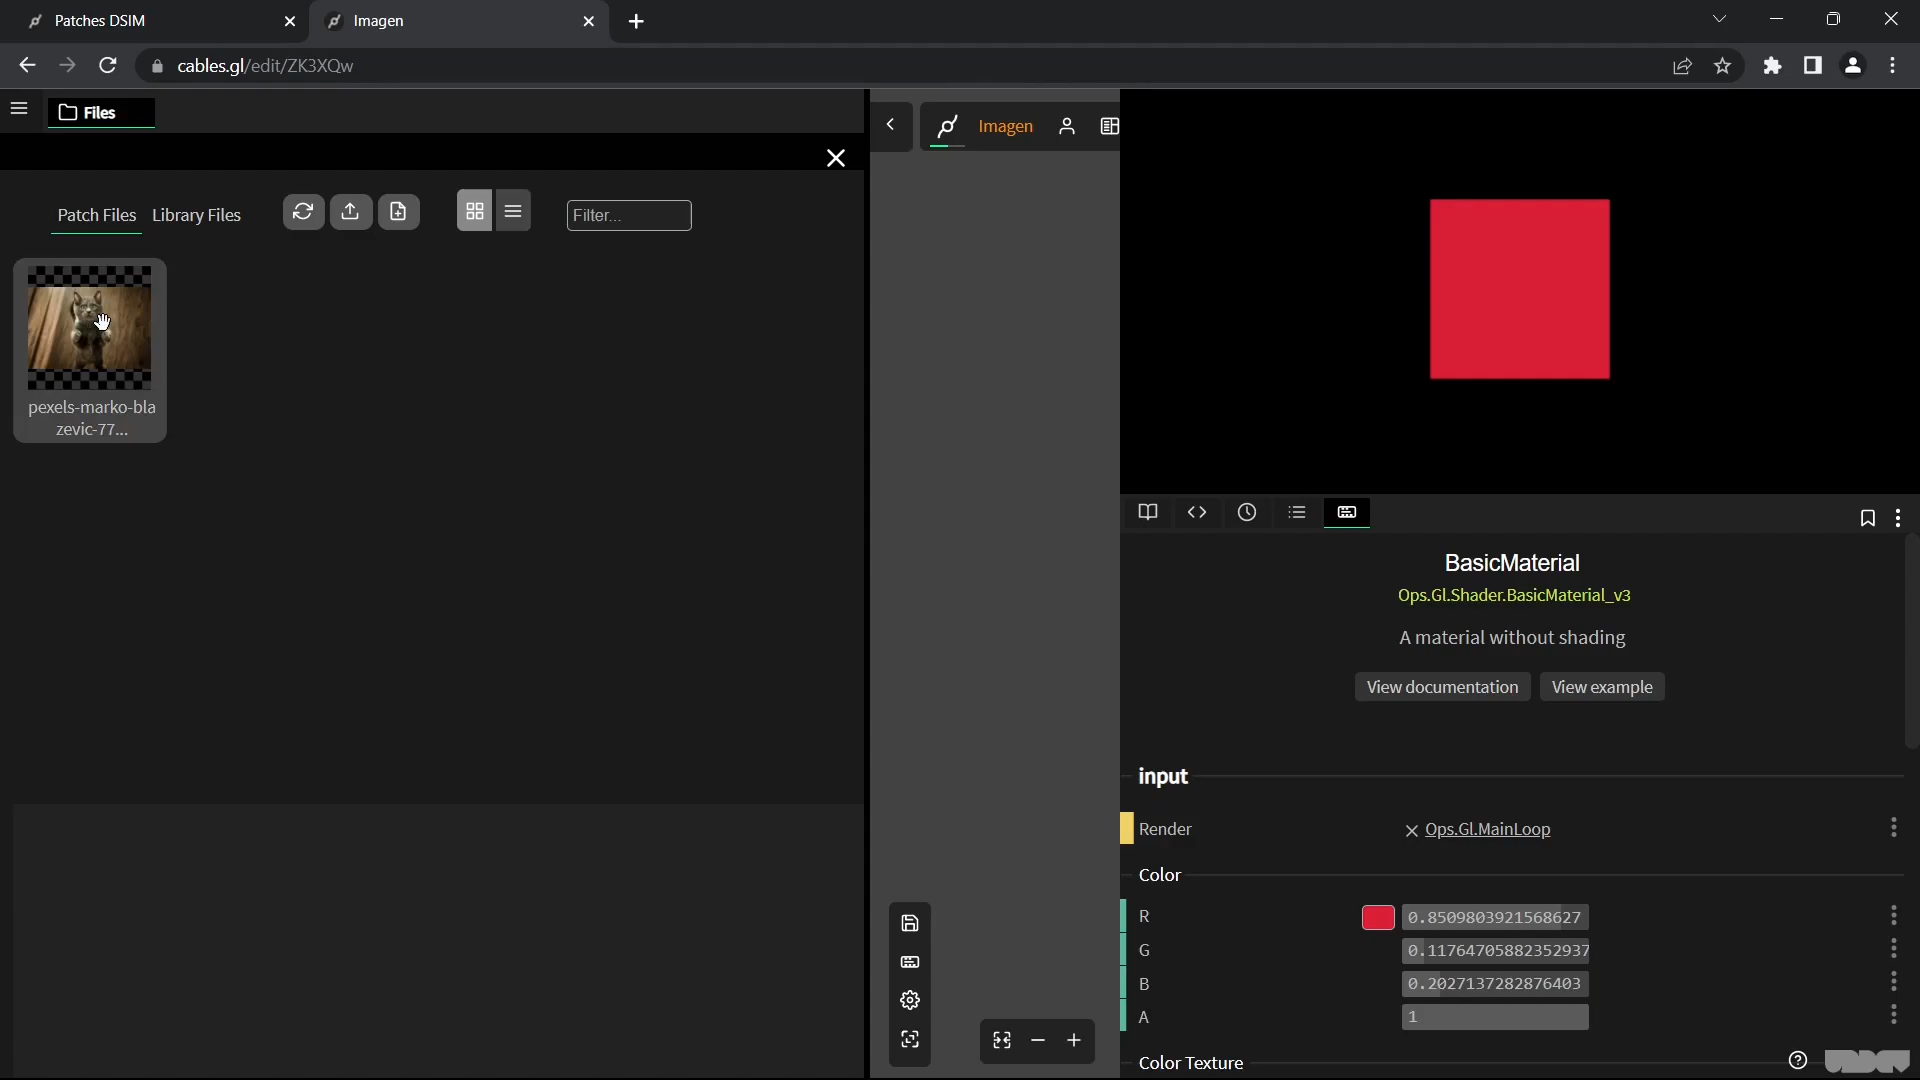 Patches DSIM
Imagen
cables.gl/edit/ZK3XQw
Files
Imagen
Patch Files
Library Files
Filter...
pexels-marko-bla
zevic-77...
BasicMaterial
Ops.Gl.Shader.BasicMaterial_v3
A material without shading
View documentation
View example
input
Render
Ops.Gl.MainLoop
Color
R
0.8509803921568627
G
0.11764705882352937
B
0.2027137282876403
A
1
Color Texture